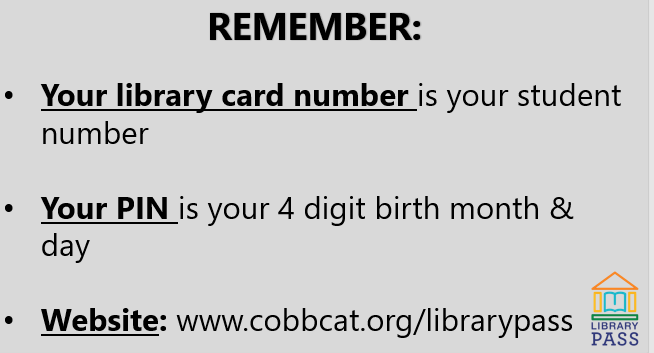 REMEMBER:
• Your library card number is your student
number
• Your PIN is your 4 digit birth month &
day
• Website: www.cobbcat.org/librarypass
LIBRARY
PASS